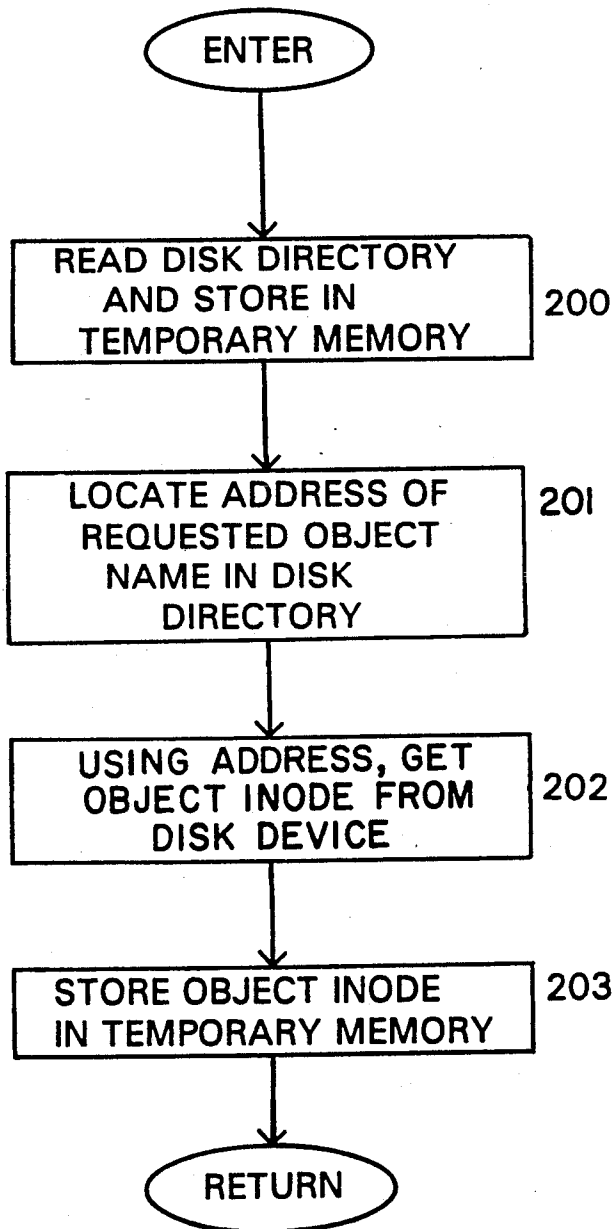 ENTER
READ DISK DIRECTORY
AND STORE IN
TEMPORARY MEMORY
200
LOCATE ADDRESS OF
REQUESTED OBJECT
NAME IN DISK
DIRECTORY
201
USING ADDRESS, GET
OBJECT INODE FROM
DISK DEVICE
202
STORE OBJECT INODE
IN TEMPORARY MEMORY
203
RETURN